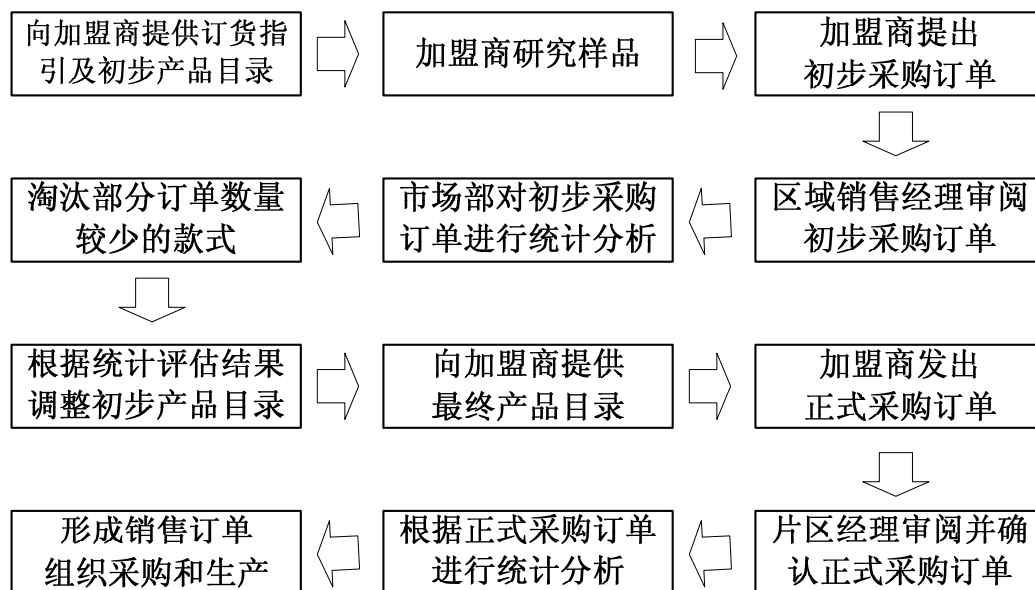 向加盟商提供订货指
引及初步产品目录
加盟商研究样品
加盟商提出
初步采购订单
区域销售经理审阅
初步采购订单
市场部对初步采购
订单进行统计分析
淘汰部分订单数量
较少的款式
根据统计评估结果
调整初步产品目录
向加盟商提供
最终产品目录
加盟商发出
正式采购订单
片区经理审阅并确
认正式采购订单
根据正式采购订单
进行统计分析
形成销售订单
组织采购和生产